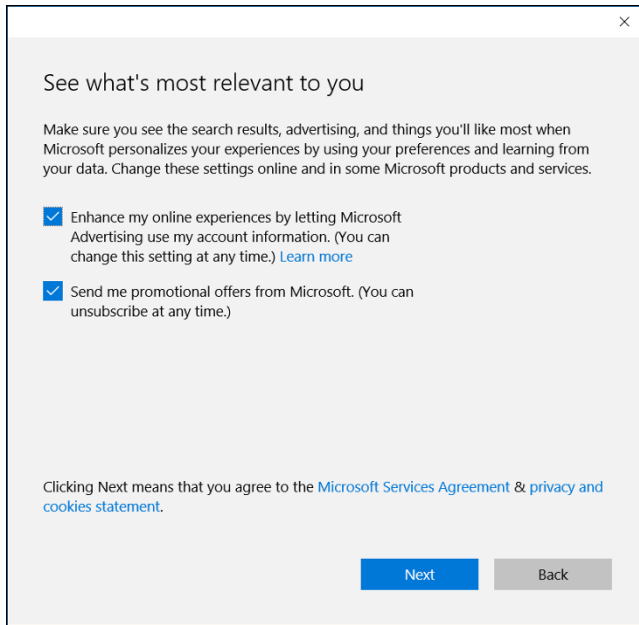 See what's most relevant to you
Make sure you see the search results, advertising, and things you'll like most when
Microsoft personalizes your experiences by using your preferences and learning from
your data. Change these settings online and in some Microsoft products and services.
Enhance my online experiences by letting Microsoft
Advertising use my account information. (You can
change this setting at any time.) Learn more
Send me promotional offers from Microsoft. (You can
unsubscribe at any time.)
Clicking Next means that you agree to the Microsoft Services Agreement & privacy and
cookies statement.
Next Back